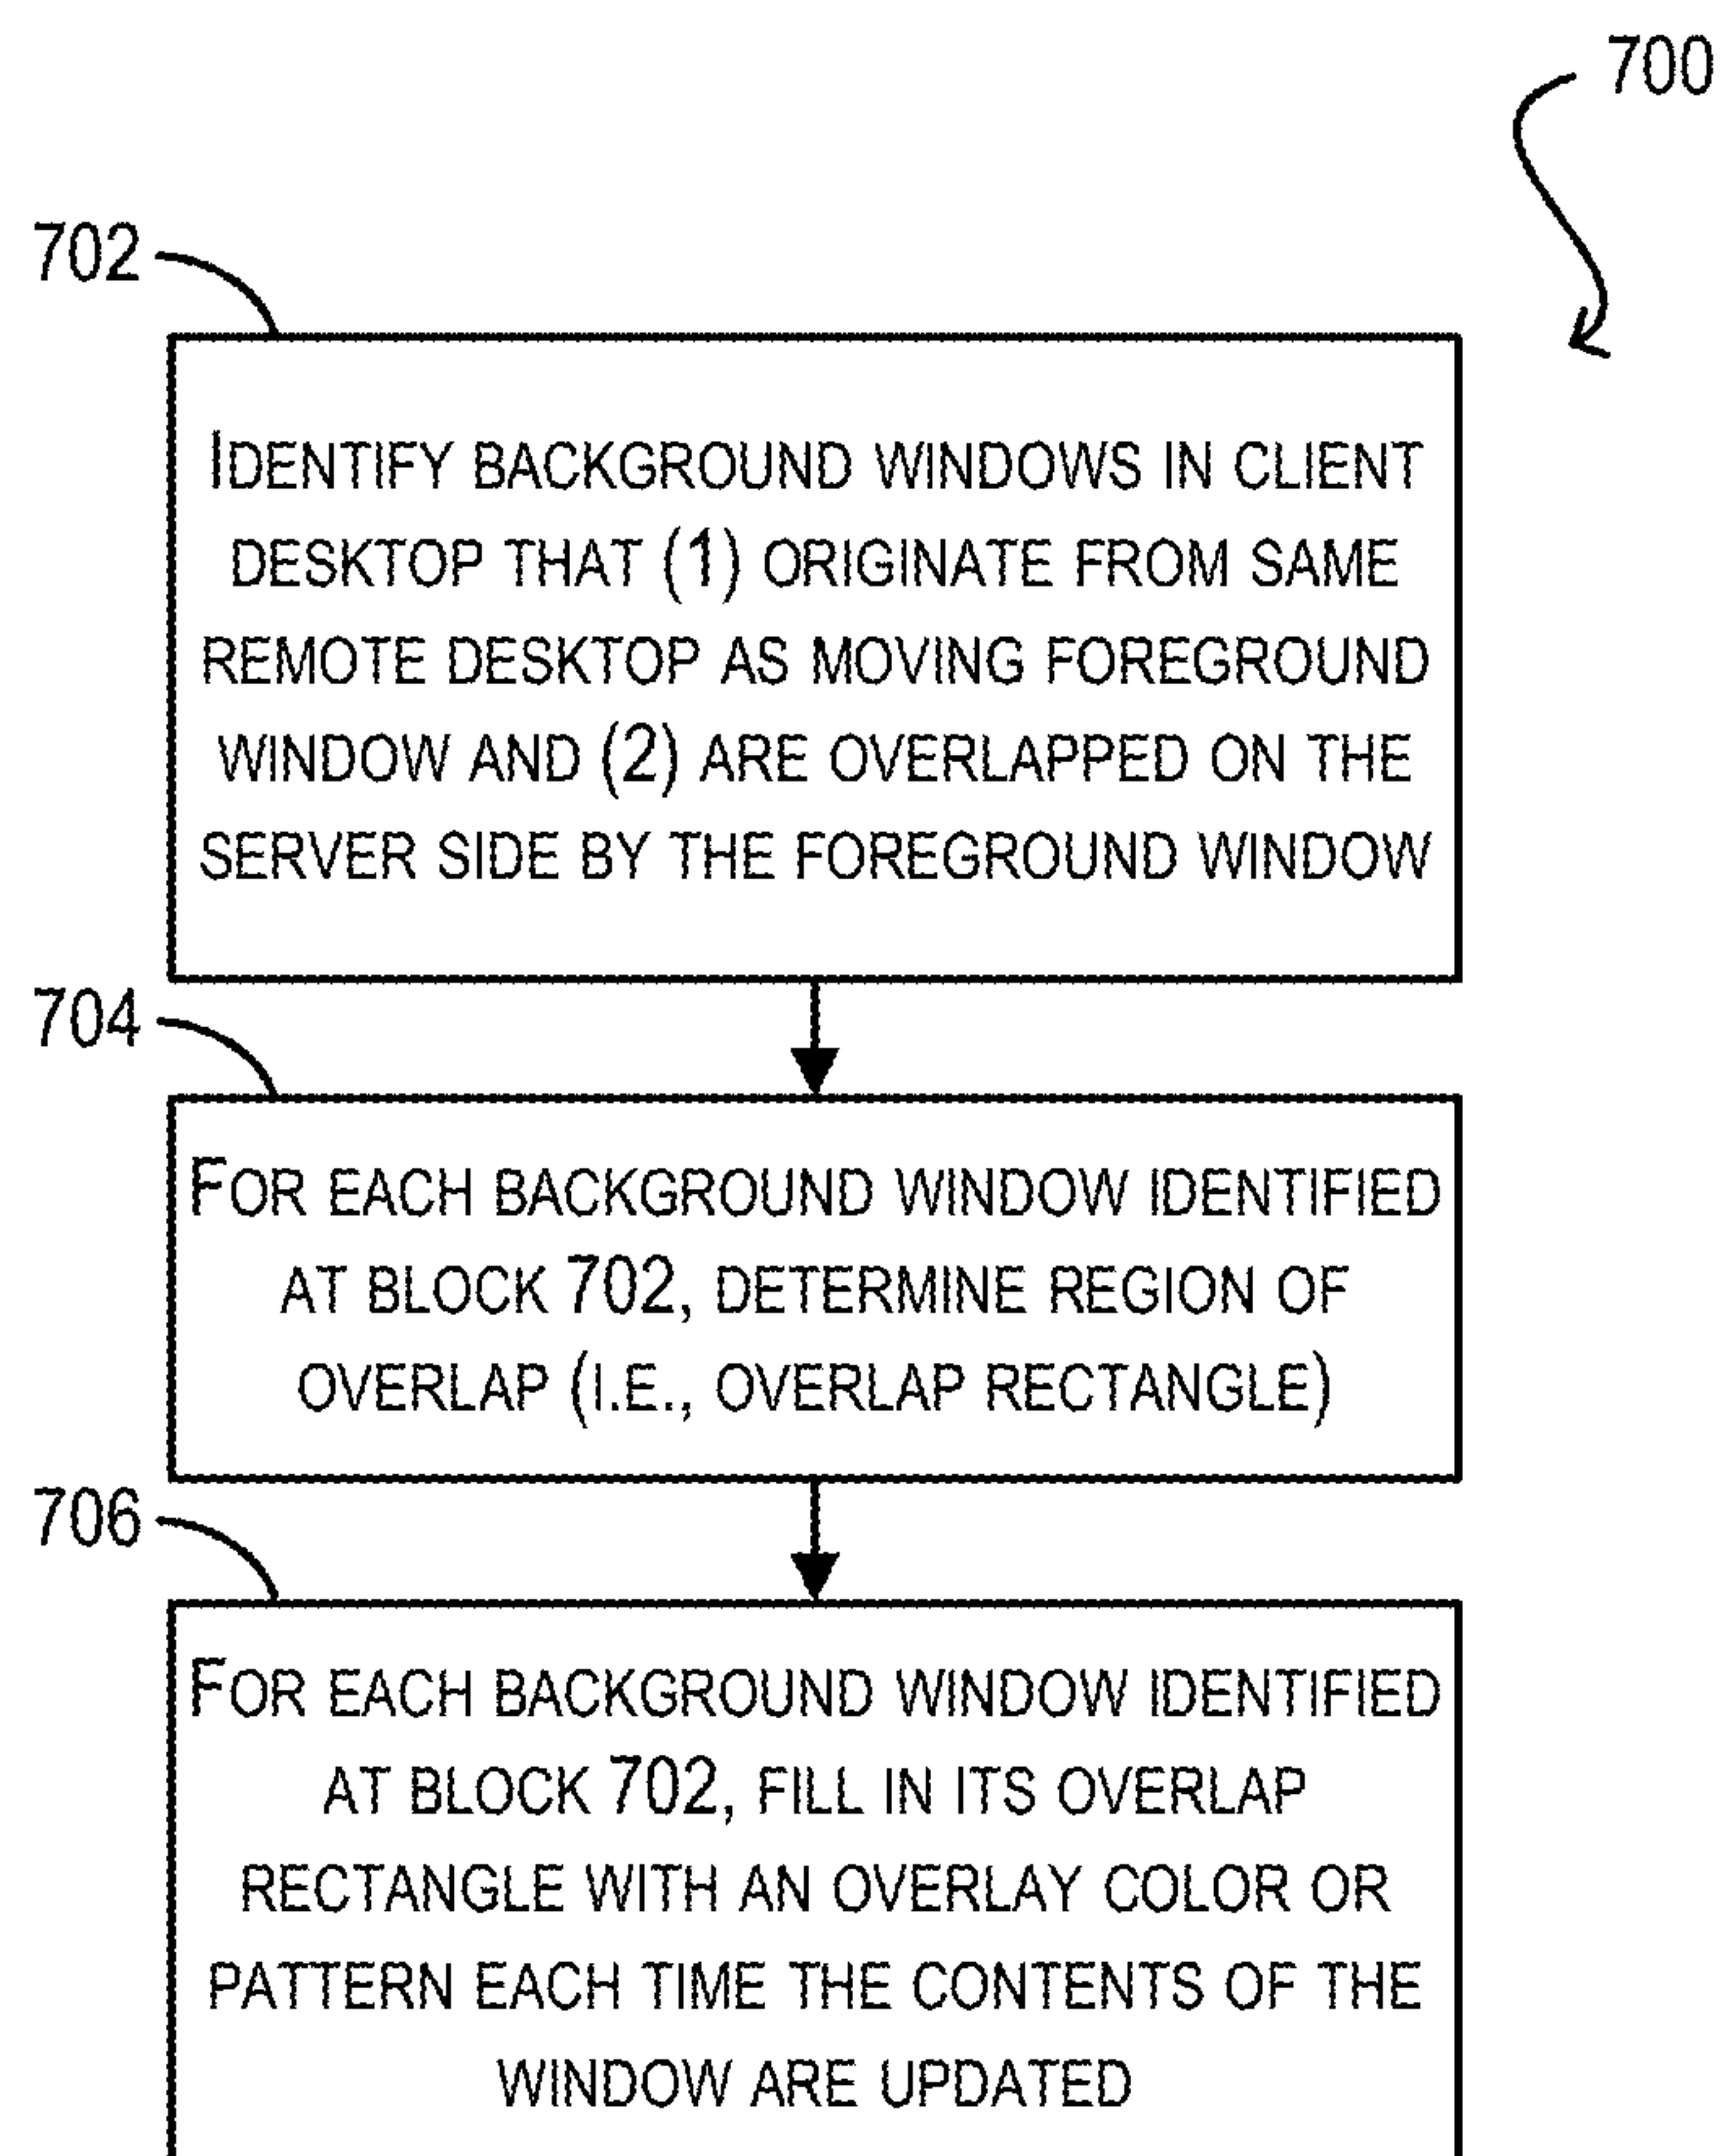 700
702
IDENTIFY BACKGROUND WINDOWS IN CLIENT
DESKTOP THAT (1) ORIGINATE FROM SAME
REMOTE DESKTOP AS MOVING FOREGROUND
WINDOW AND (2) ARE OVERLAPPED ON THE
SERVER SIDE BY THE FOREGROUND WINDOW
704
FOR EACH BACKGROUND WINDOW IDENTIFIED
AT BLOCK 702, DETERMINE REGION OF
OVERLAP (I.E., OVERLAP RECTANGLE)
706
FOR EACH BACKGROUND WINDOW IDENTIFIED
AT BLOCK 702, FILL IN ITS OVERLAP
RECTANGLE WITH AN OVERLAY COLOR OR
PATTERN EACH TIME THE CONTENTS OF THE
WINDOW ARE UPDATED